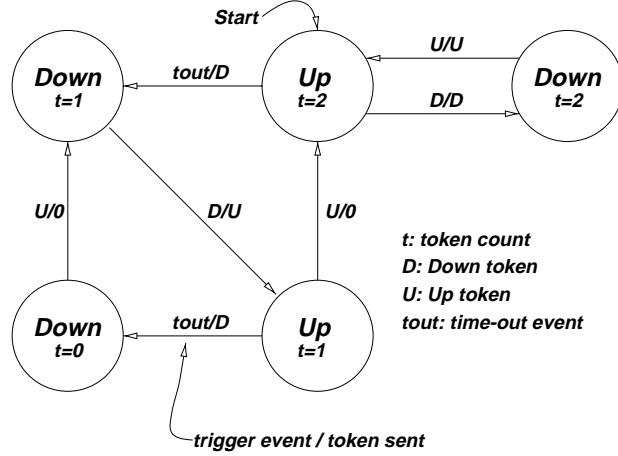 Start
Down
t=1
tout/D
Up
t=2
U/U
D/D
Down
t=2
U/0
D/U
U/0
t: token count
D: Down token
U: Up token
tout: time-out event
Down
t=0
tout/D
Up
t=1
trigger event / token sent